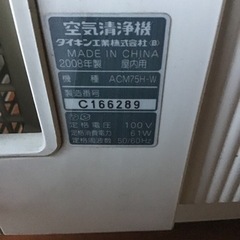 空気清浄機
ダイキン工業株式会社
MADE IN CHINA
2008年製 屋内用
機 種 ACM75H-W
製造番号
C166289
定格電圧 100V
定格消費電力 61W
定格周波数 50/60Hz